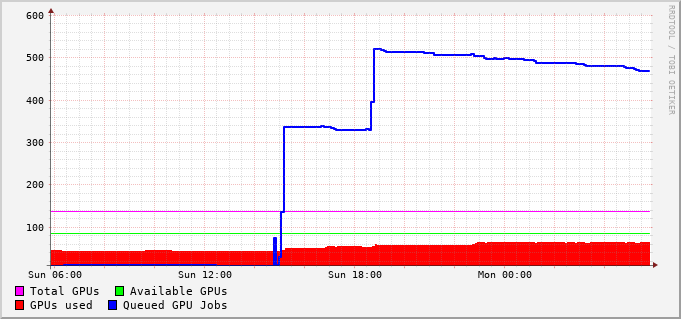 600
500
400
300
200
100
Sun 06:00 Sun 12:00 Sun 18:00 Mon 00:00
Total GPUs Available GPUs
GPUs used Queued GPU Jobs
RRDTOOL / TOBI OETIKER